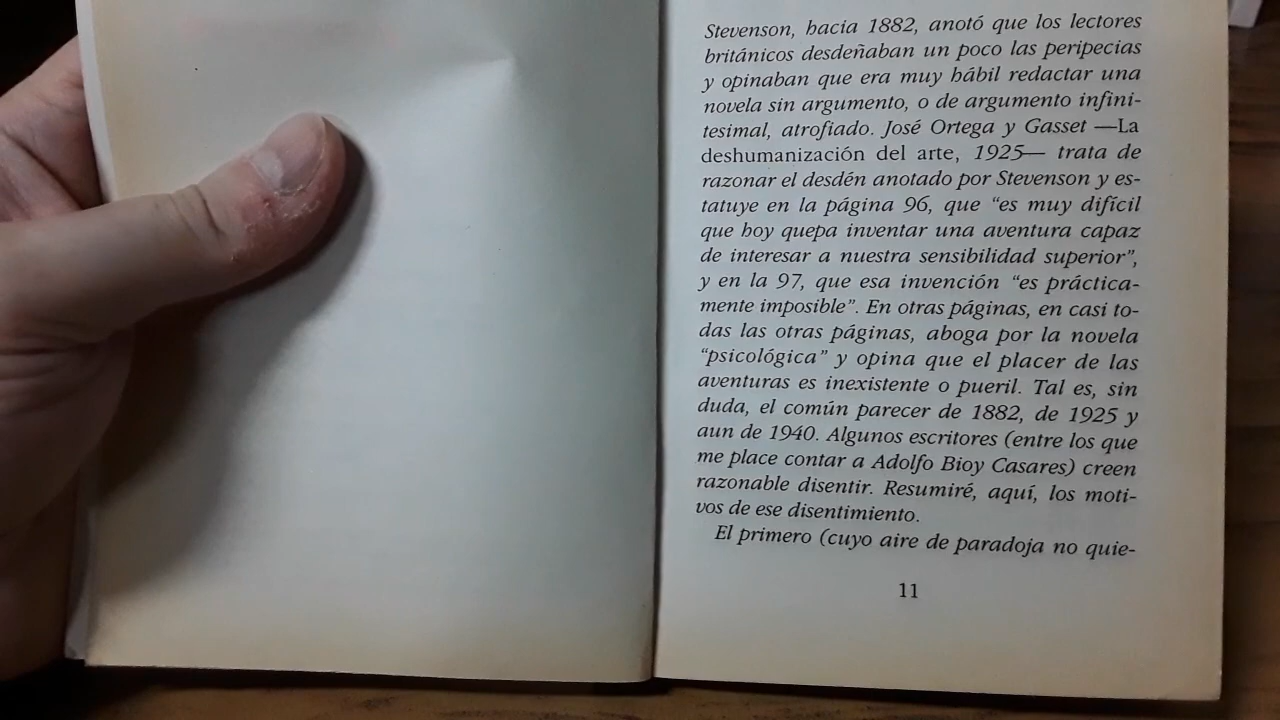 Stevenson, hacia 1882, anotó que los lectores
británicos desdeñaban un poco las peripecias
y opinaban que era muy hábil redactar una
novela sin argumento, o de argumento infini-
tesimal, atrofiado. José Ortega y Gasset —La
deshumanización del arte, 1925— trata de
razonar el desdén anotado por Stevenson y es-
tatuye en la página 96, que “es muy difícil
que hoy quepa inventar una aventura capaz
de interesar a nuestra sensibilidad superior”,
y en la 97, que esa invención “es práctica-
mente imposible”. En otras páginas, en casi to-
das las otras páginas, aboga por la novela
“psicológica” y opina que el placer de las
aventuras es inexistente o pueril. Tal es, sin
duda, el común parecer de 1882, de 1925 y
aun de 1940. Algunos escritores (entre los que
me place contar a Adolfo Bioy Casares) creen
razonable disentir. Resumiré, aquí, los moti-
vos de ese disentimiento.
El primero (cuyo aire de paradoja no quie-
11